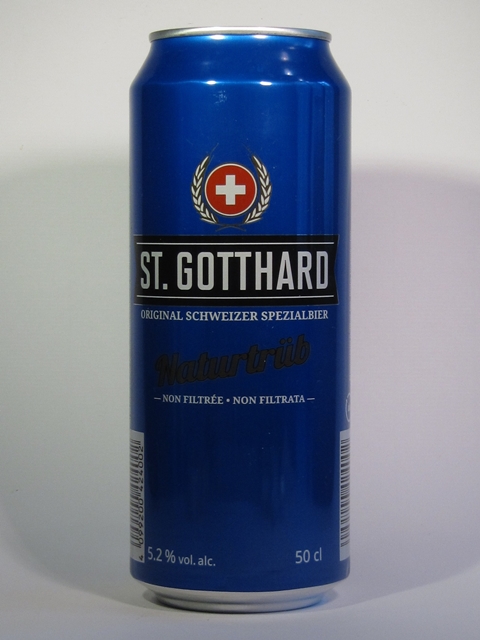 ST. GOTTHARD
ORIGINAL SCHWEIZER SPEZIALBIER
Naturtrüb
— NON FILTRÉE • NON FILTRATA —
5.2 % vol. alc.
50 cl